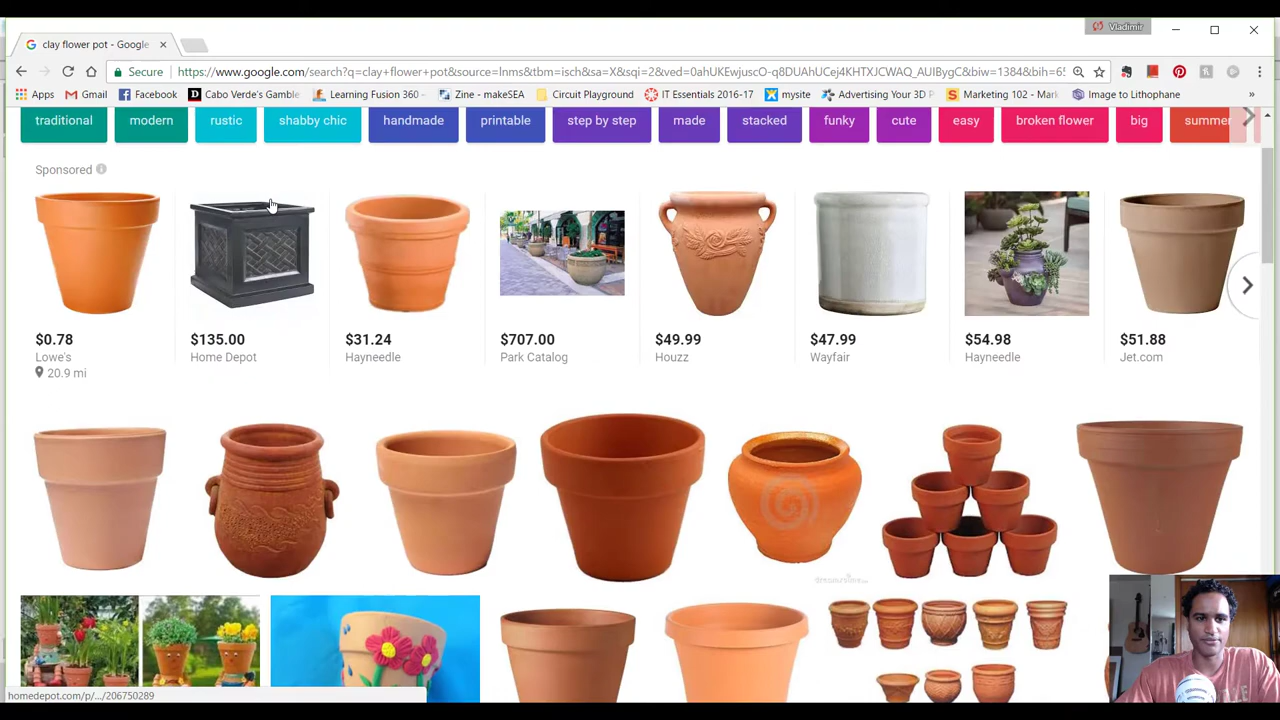 Vladimir
clay flower pot - Google
Secure https://www.google.com/search?q=clay+flower+pot&source=lnms&tbm=isch&sa=X&sqi=2&ved=0ahUKEwjuscO-q8DUAhUCej4KHTXJCWAQ_AUIBygC&biw=1384&bih=6
Apps Gmail Facebook Cabo Verde's Gamble Learning Fusion 360 - Zine - makeSEA Circuit Playground IT Essentials 2016-17 mysite Advertising Your 3D Marketing 102 - Mark Image to Lithophane
traditional modern rustic shabby chic handmade printable step by step made stacked funky cute easy broken flower big summer
Sponsored
$0.78 $135.00 $31.24 $707.00 $49.99 $47.99 $54.98 $51.88
Lowe's Home Depot Hayneedle Park Catalog Houzz Wayfair Hayneedle Jet.com
20.9 mi
homedepot.com/p/.../206750289